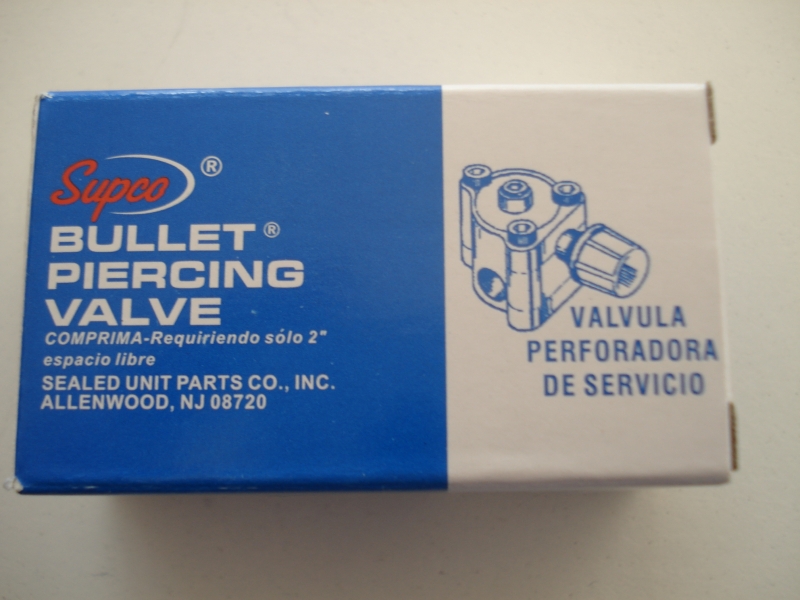 Supco ®
BULLET ®
PIERCING
VALVE
COMPRIMA-Requiriendo sólo 2"
espacio libre
SEALED UNIT PARTS CO., INC.
ALLENWOOD, NJ 08720
VALVULA
PERFORADORA
DE SERVICIO